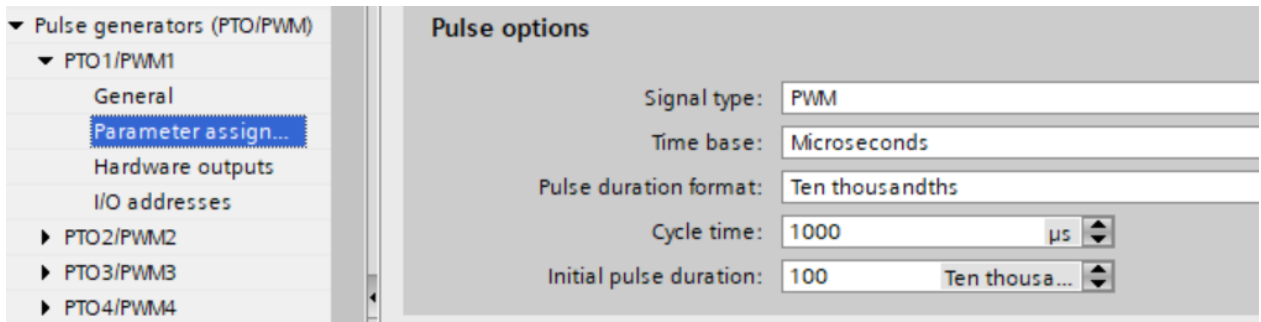 Pulse generators (PTO/PWM)
PTO1/PWM1
General
Parameter assign...
Hardware outputs
I/O addresses
PTO2/PWM2
PTO3/PWM3
PTO4/PWM4
Pulse options
Signal type: PWM
Time base: Microseconds
Pulse duration format: Ten thousandths
Cycle time: 1000 µs
Initial pulse duration: 100 Ten thousa...